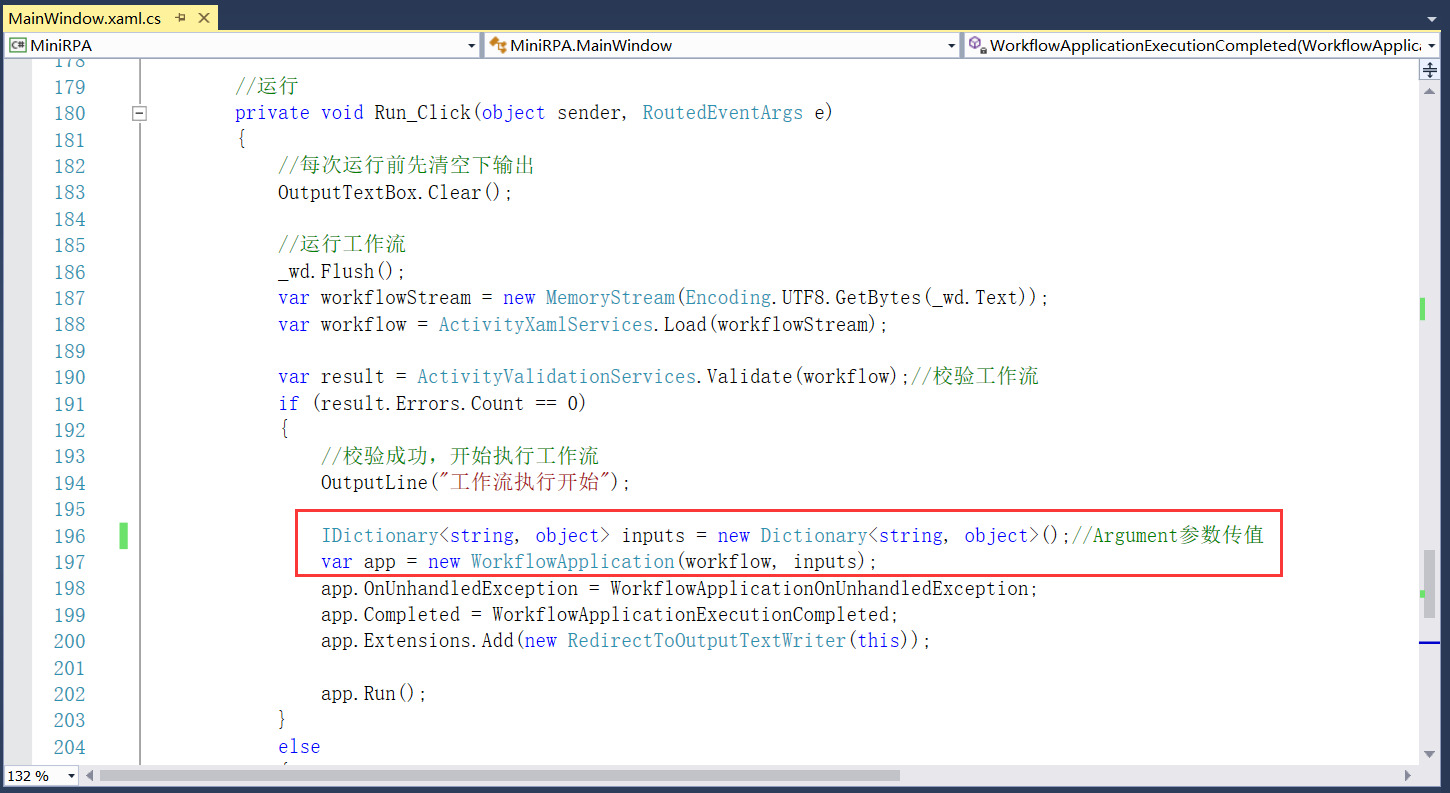 MainWindow.xaml.cs
C# MiniRPA MiniRPA.MainWindow WorkflowApplicationExecutionCompleted(WorkflowApplica
178
179 //运行
180 private void Run_Click(object sender, RoutedEventArgs e)
181 {
182 //每次运行前先清空下输出
183 OutputTextBox.Clear();
184
185 //运行工作流
186 _wd.Flush();
187 var workflowStream = new MemoryStream(Encoding.UTF8.GetBytes(_wd.Text));
188 var workflow = ActivityXamlServices.Load(workflowStream);
189
190 var result = ActivityValidationServices.Validate(workflow);//校验工作流
191 if (result.Errors.Count == 0)
192 {
193 //校验成功，开始执行工作流
194 OutputLine("工作流执行开始");
195
196 IDictionary<string, object> inputs = new Dictionary<string, object>();//Argument参数传值
197 var app = new WorkflowApplication(workflow, inputs);
198 app.OnUnhandledException = WorkflowApplicationOnUnhandledException;
199 app.Completed = WorkflowApplicationExecutionCompleted;
200 app.Extensions.Add(new RedirectToOutputTextWriter(this));
201
202 app.Run();
203 }
204 else
132 %